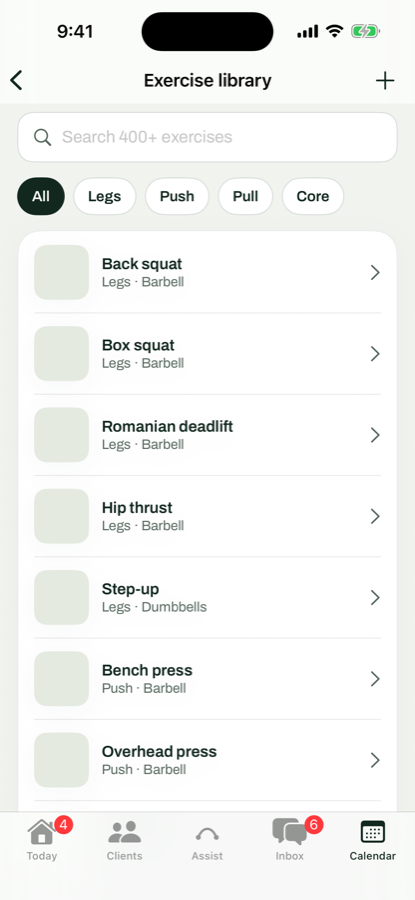 9:41
Exercise library
Search 400+ exercises
All
Legs
Push
Pull
Core
Back squat
Legs · Barbell
Box squat
Legs · Barbell
Romanian deadlift
Legs · Barbell
Hip thrust
Legs · Barbell
Step-up
Legs · Dumbbells
Bench press
Push · Barbell
Overhead press
Push · Barbell
4
6
Today
Clients
Assist
Inbox
Calendar